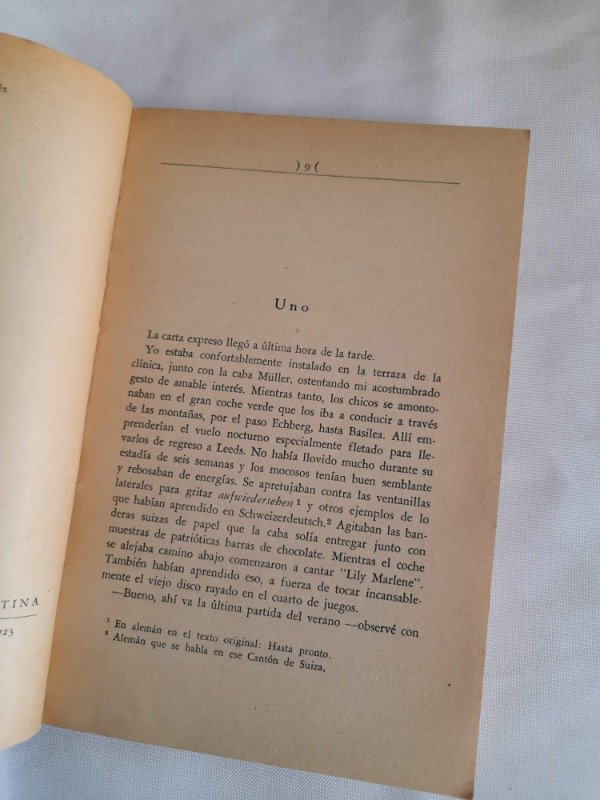 és
TINA
723
) 9 (
Uno
La carta expreso llegó a última hora de la tarde.
Yo estaba confortablemente instalado en la terraza de la
clínica, junto con la caba Müller, ostentando mi acostumbrado
gesto de amable interés. Mientras tanto, los chicos se amonto-
naban en el gran coche verde que los iba a conducir a través
de las montañas, por el paso Echberg, hasta Basilea. Allí em-
prenderían el vuelo nocturno especialmente fletado para lle-
varlos de regreso a Leeds. No había llovido mucho durante su
estadía de seis semanas y los mocosos tenían buen semblante
y rebosaban de energías. Se apretujaban contra las ventanillas
laterales para gritar aufwiedersehen ¹ y otros ejemplos de lo
que habían aprendido en Schweizerdeutsch.² Agitaban las ban-
deras suizas de papel que la caba solía entregar junto con
muestras de patrióticas barras de chocolate. Mientras el coche
se alejaba camino abajo comenzaron a cantar "Lily Marlene".
También habían aprendido eso, a fuerza de tocar incansable-
mente el viejo disco rayado en el cuarto de juegos.
—Bueno, ahí va la última partida del verano —observé con
¹ En alemán en el texto original: Hasta pronto.
² Alemán que se habla en ese Cantón de Suiza.